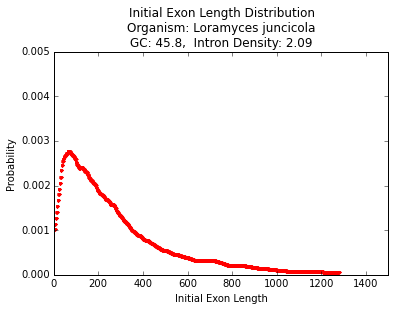 Initial Exon Length Distribution
Organism: Loramyces juncicola
GC: 45.8,  Intron Density: 2.09
0.005
0.004
0.003
0.002
0.001
0.000
Probability
0 200 400 600 800 1000 1200 1400
Initial Exon Length